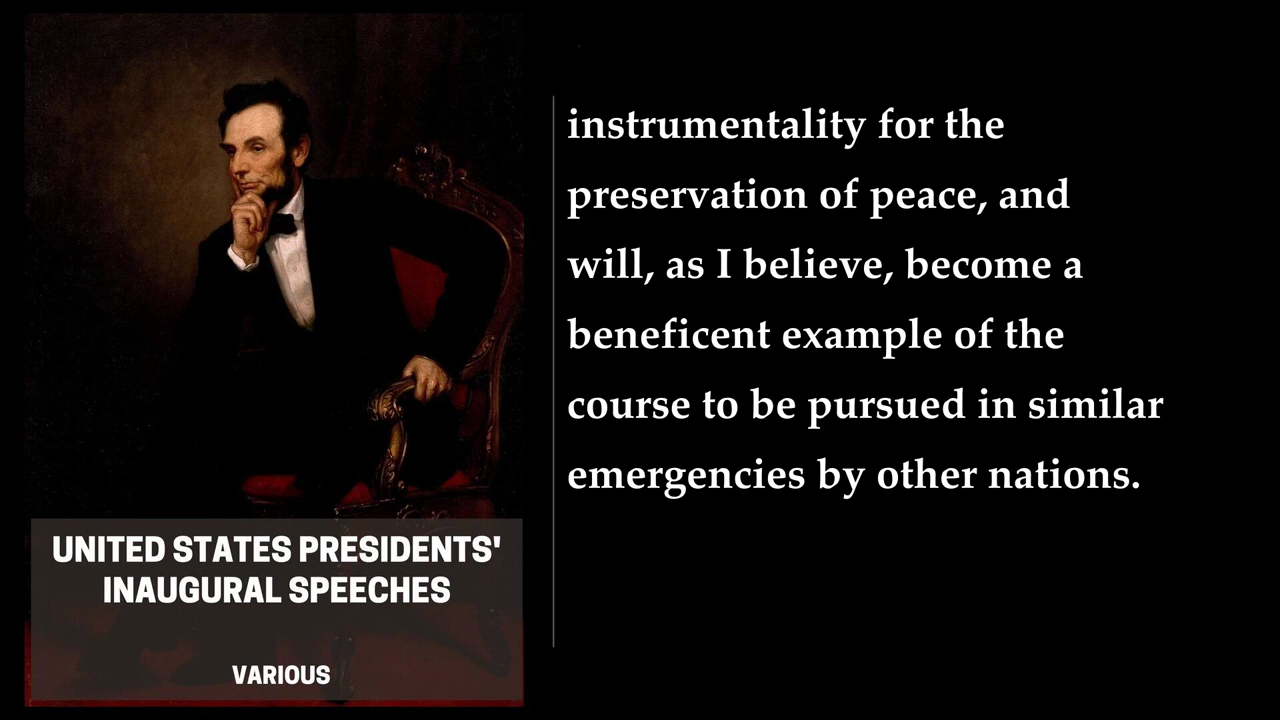 instrumentality for the
preservation of peace, and
will, as I believe, become a
beneficent example of the
course to be pursued in similar
emergencies by other nations.
UNITED STATES PRESIDENTS'
INAUGURAL SPEECHES
VARIOUS